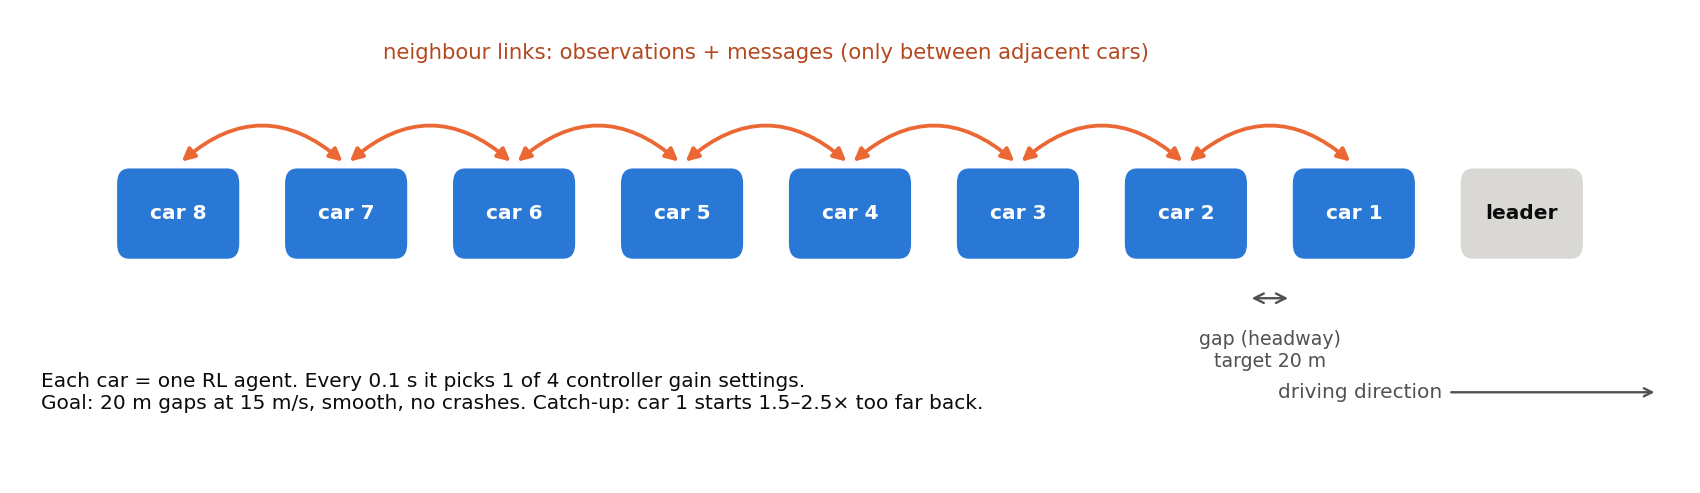 neighbour links: observations + messages (only between adjacent cars)
car 8
car 7
car 6
car 5
car 4
car 3
car 2
car 1
leader
gap (headway)
target 20 m
Each car = one RL agent. Every 0.1 s it picks 1 of 4 controller gain settings.
Goal: 20 m gaps at 15 m/s, smooth, no crashes. Catch-up: car 1 starts 1.5–2.5× too far back.
driving direction